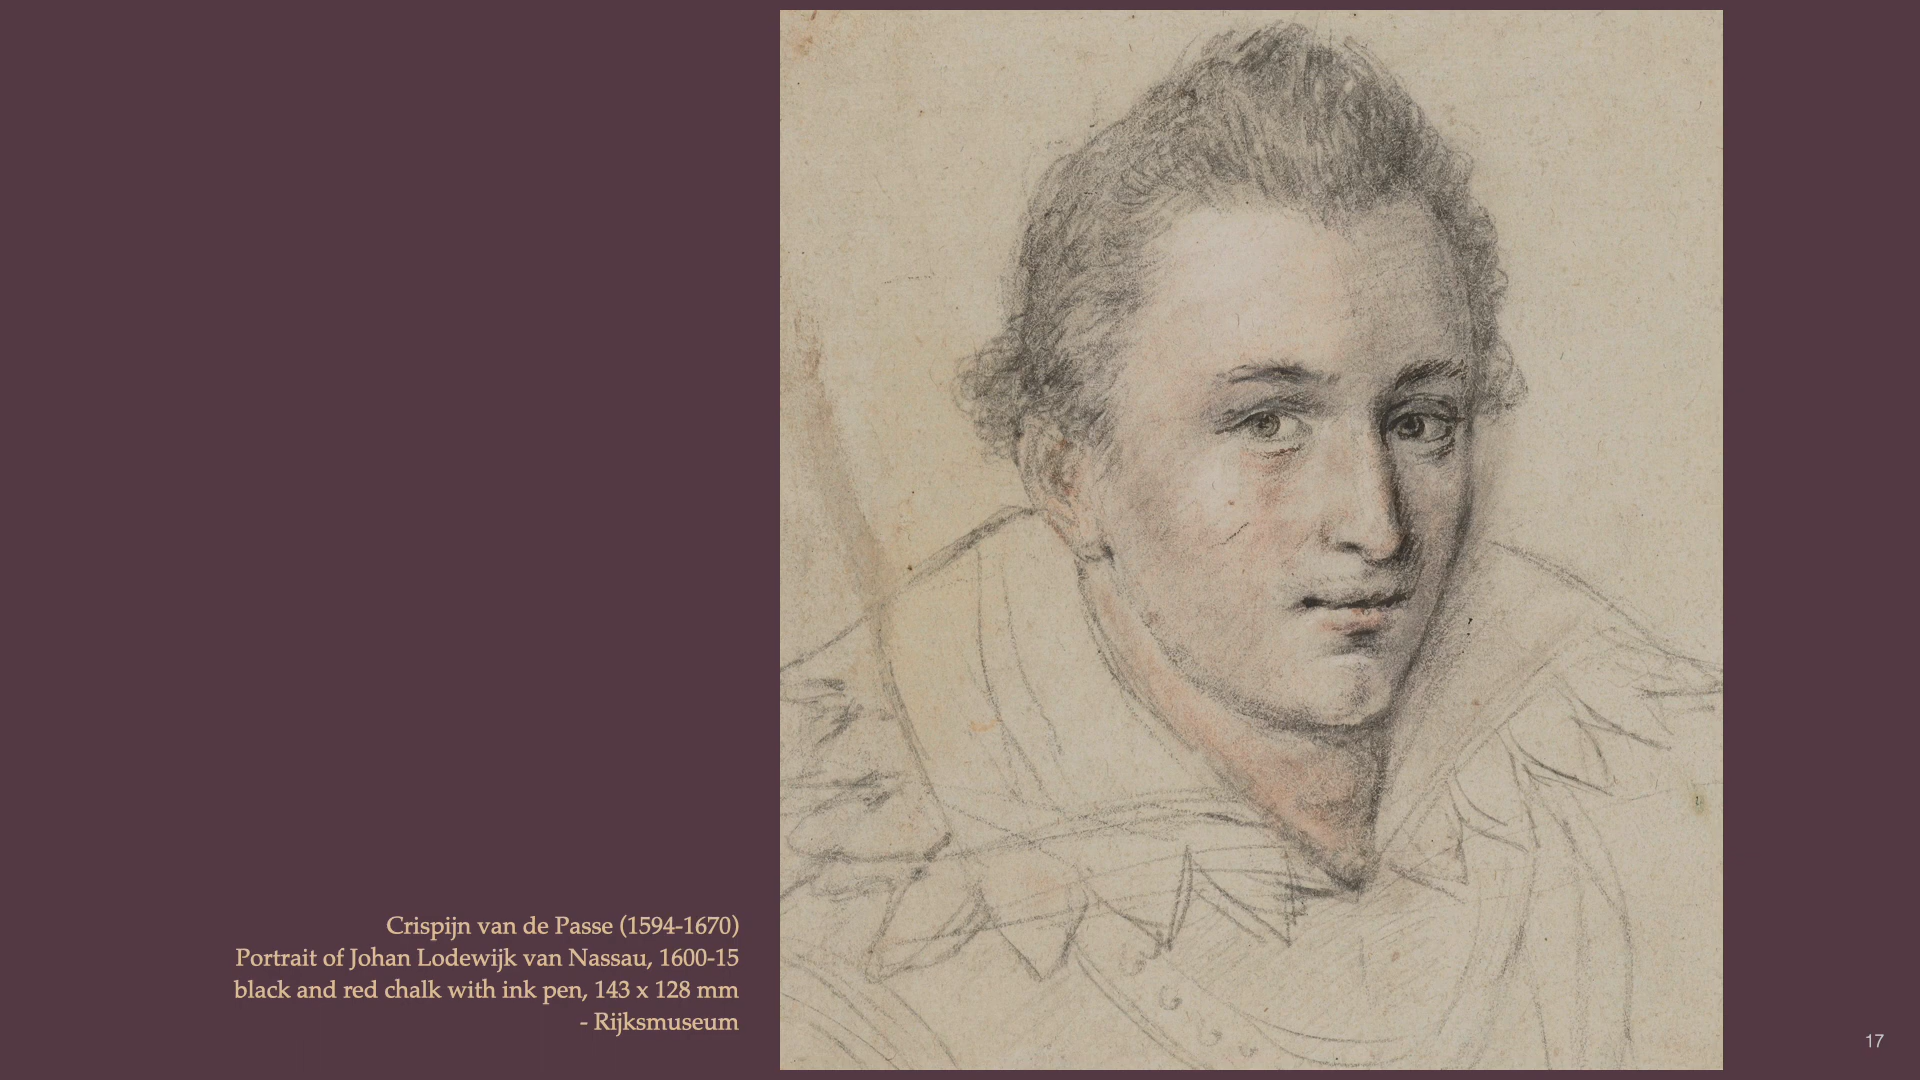 Crispijn van de Passe (1594-1670)
Portrait of Johan Lodewijk van Nassau, 1600-15
black and red chalk with ink pen, 143 x 128 mm
- Rijksmuseum
17